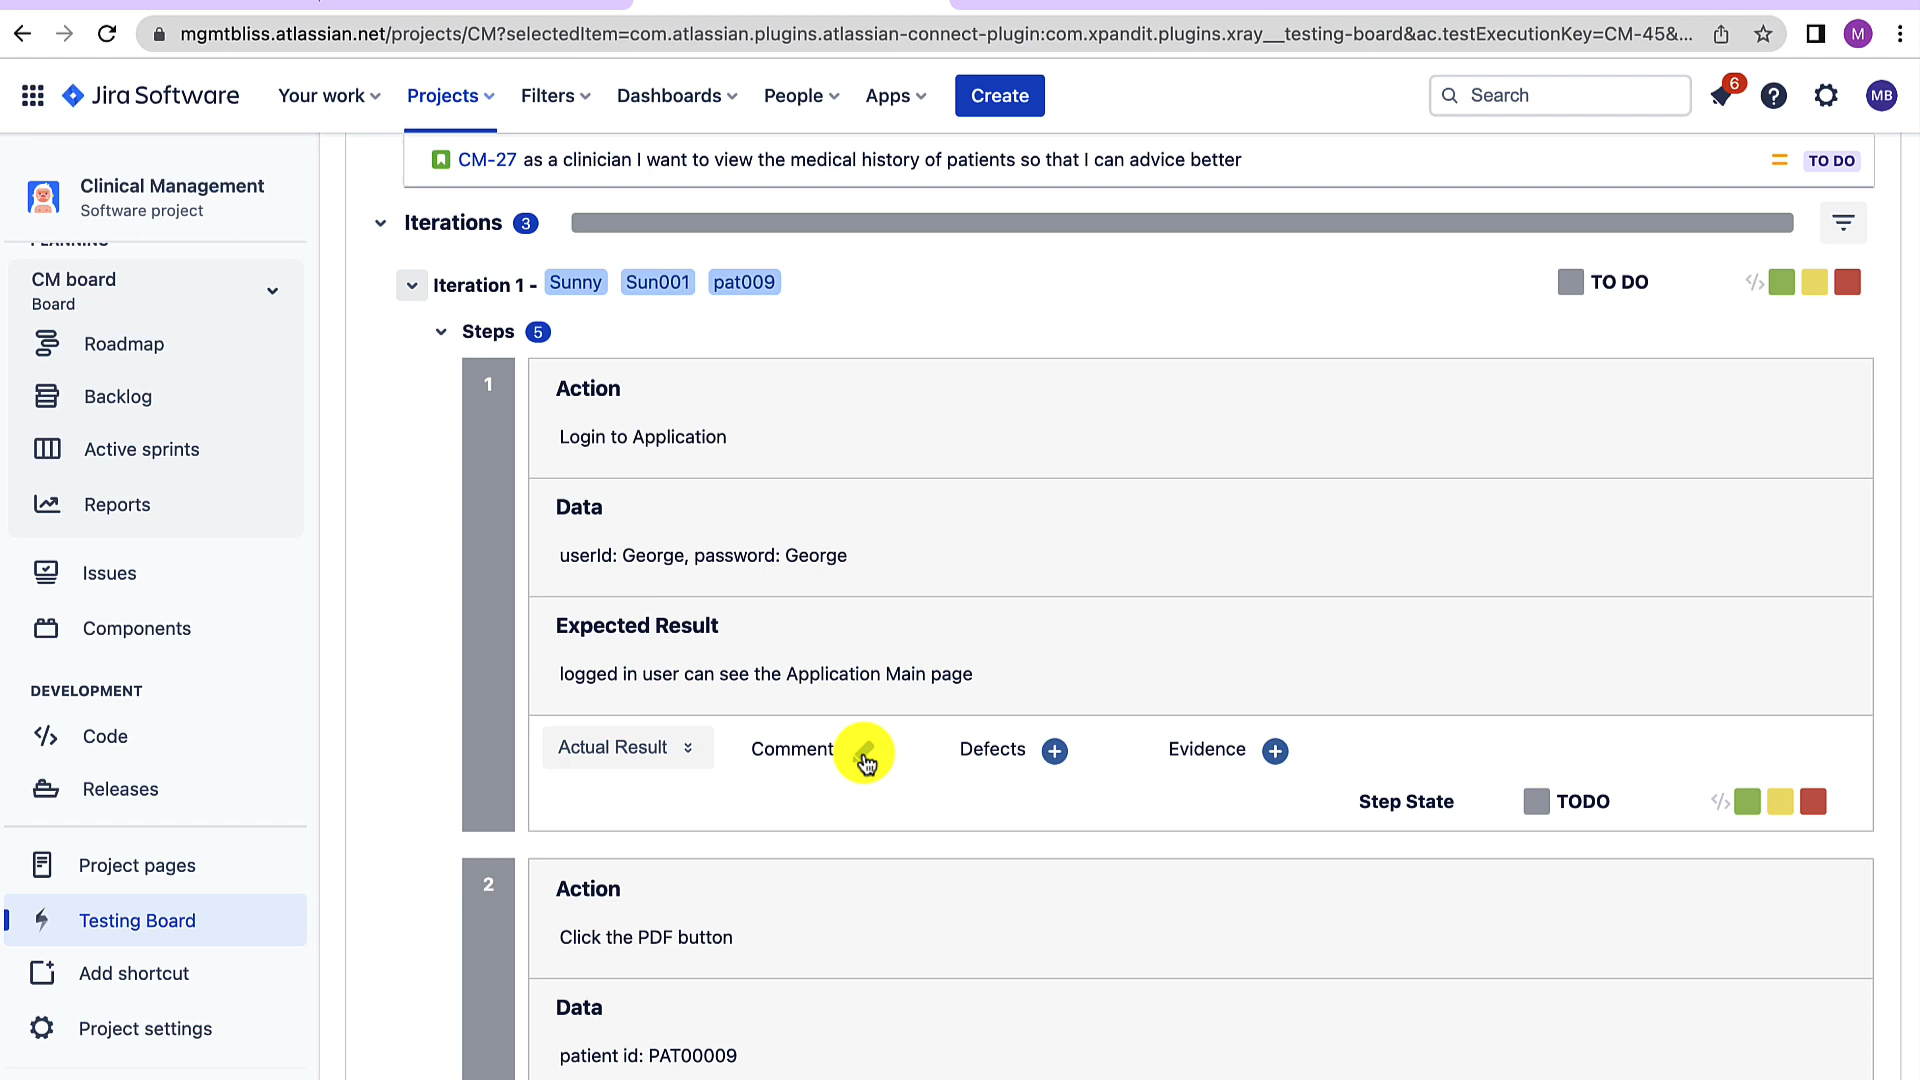 mgmtbliss.atlassian.net/projects/CM?selectedItem=com.atlassian.plugins.atlassian-connect-plugin:com.xpandit.plugins.xray__testing-board&ac.testExecutionKey=CM-45&...
M
Jira Software
Your work
Projects
Filters
Dashboards
People
Apps
Create
Search
6
MB
Clinical Management
Software project
PLANNING
CM board
Board
Roadmap
Backlog
Active sprints
Reports
Issues
Components
DEVELOPMENT
Code
Releases
Project pages
Testing Board
Add shortcut
Project settings
CM-27 as a clinician I want to view the medical history of patients so that I can advice better
TO DO
Iterations 3
Iteration 1 - Sunny Sun001 pat009
TO DO
Steps 5
1
Action
Login to Application
Data
userId: George, password: George
Expected Result
logged in user can see the Application Main page
Actual Result
Comment
Defects
Evidence
Step State
TODO
2
Action
Click the PDF button
Data
patient id: PAT00009